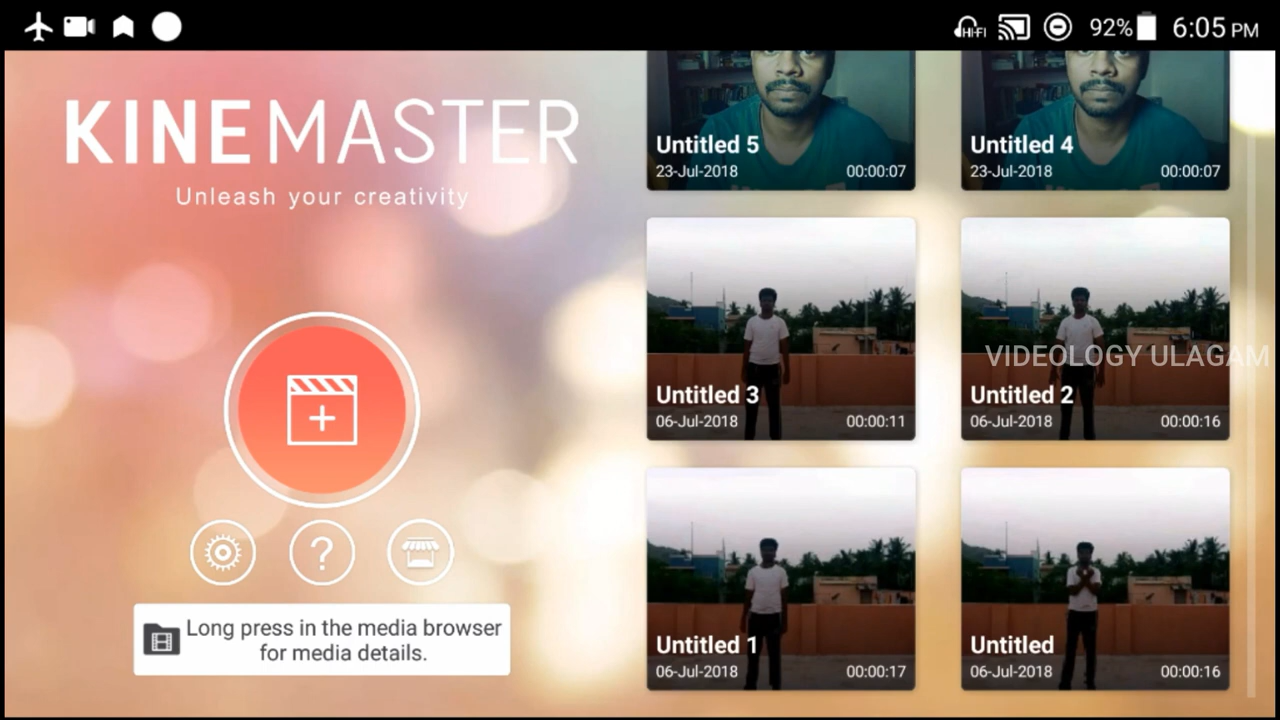 HI-FI
92%
6:05 PM
KINEMASTER
Unleash your creativity
Long press in the media browser
for media details.
Untitled 5
23-Jul-2018 00:00:07
Untitled 4
23-Jul-2018 00:00:07
Untitled 3
06-Jul-2018 00:00:11
VIDEOLOGY ULAGAM
Untitled 2
06-Jul-2018 00:00:16
Untitled 1
06-Jul-2018 00:00:17
Untitled
06-Jul-2018 00:00:16